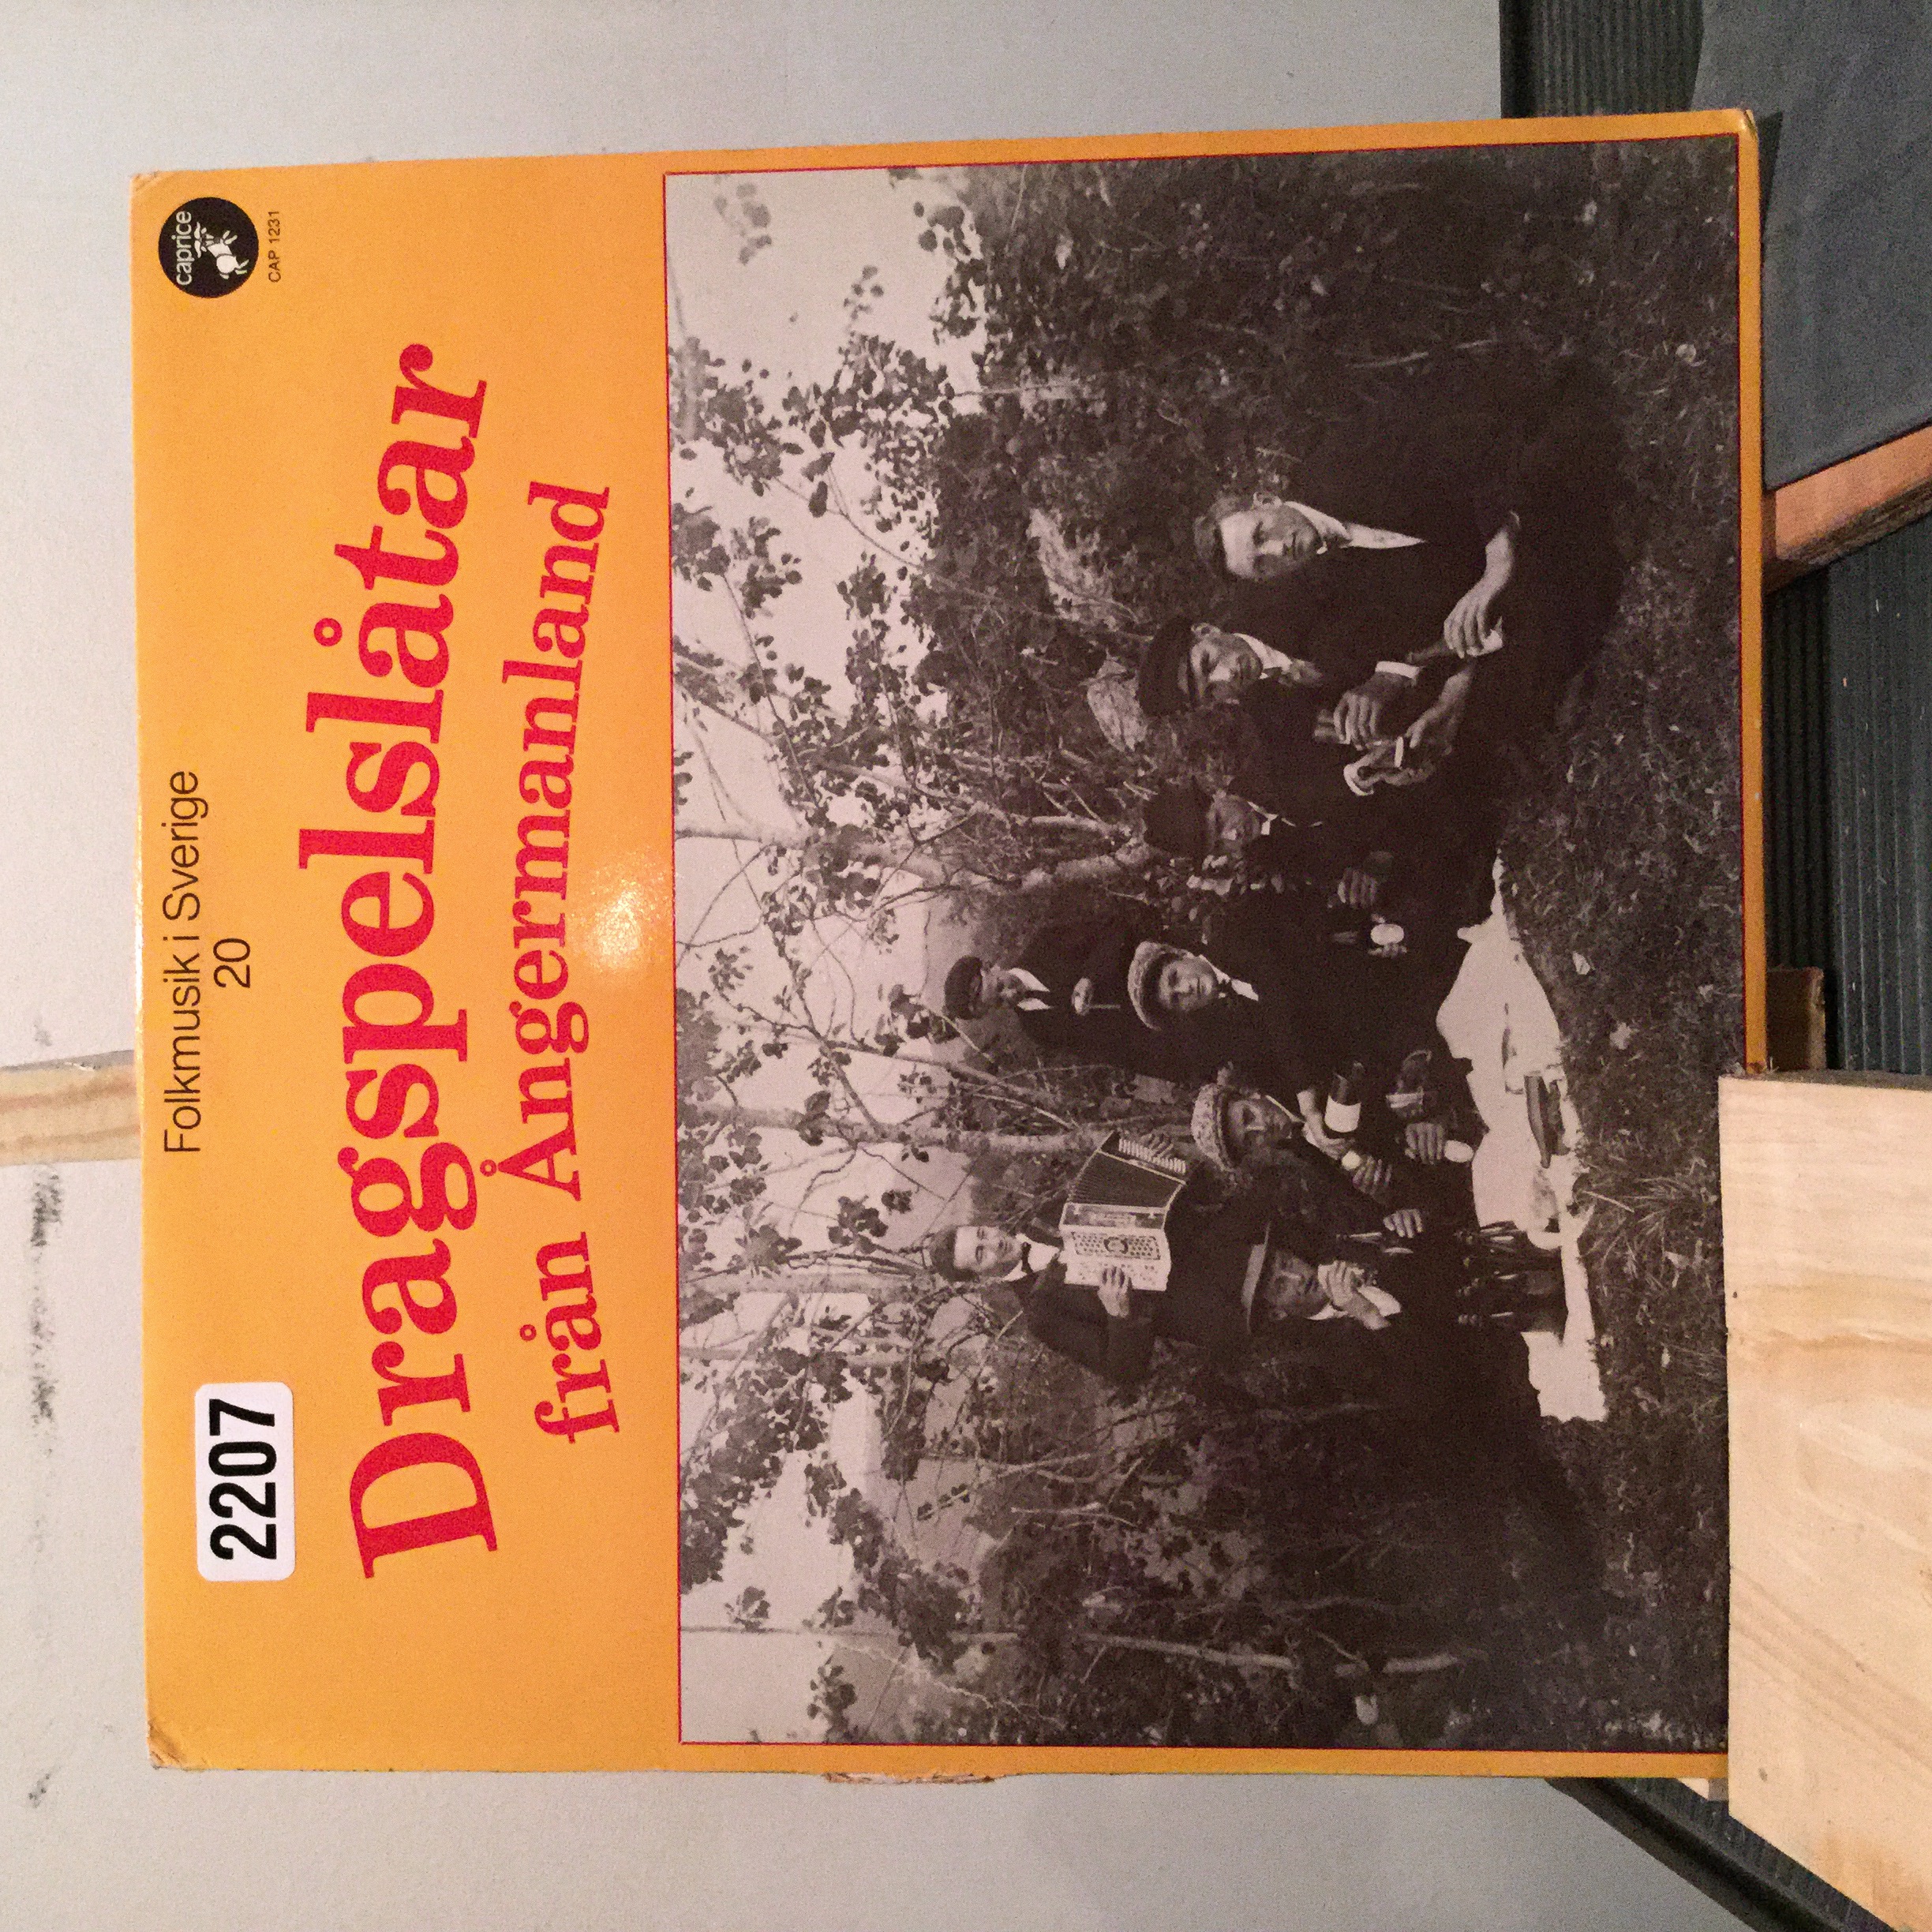 Folkmusik i Sverige
20
caprice
CAP 1231
2207
Dragspelslåtar
från Ångermanland